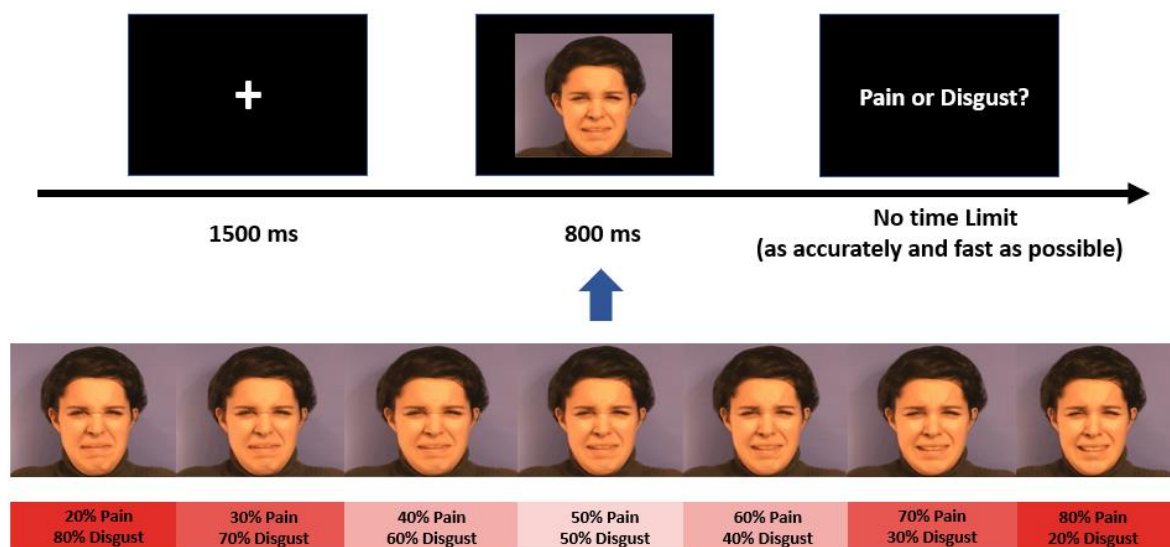 +
Pain or Disgust?
1500 ms
800 ms
No time Limit
(as accurately and fast as possible)
20% Pain
80% Disgust
30% Pain
70% Disgust
40% Pain
60% Disgust
50% Pain
50% Disgust
60% Pain
40% Disgust
70% Pain
30% Disgust
80% Pain
20% Disgust